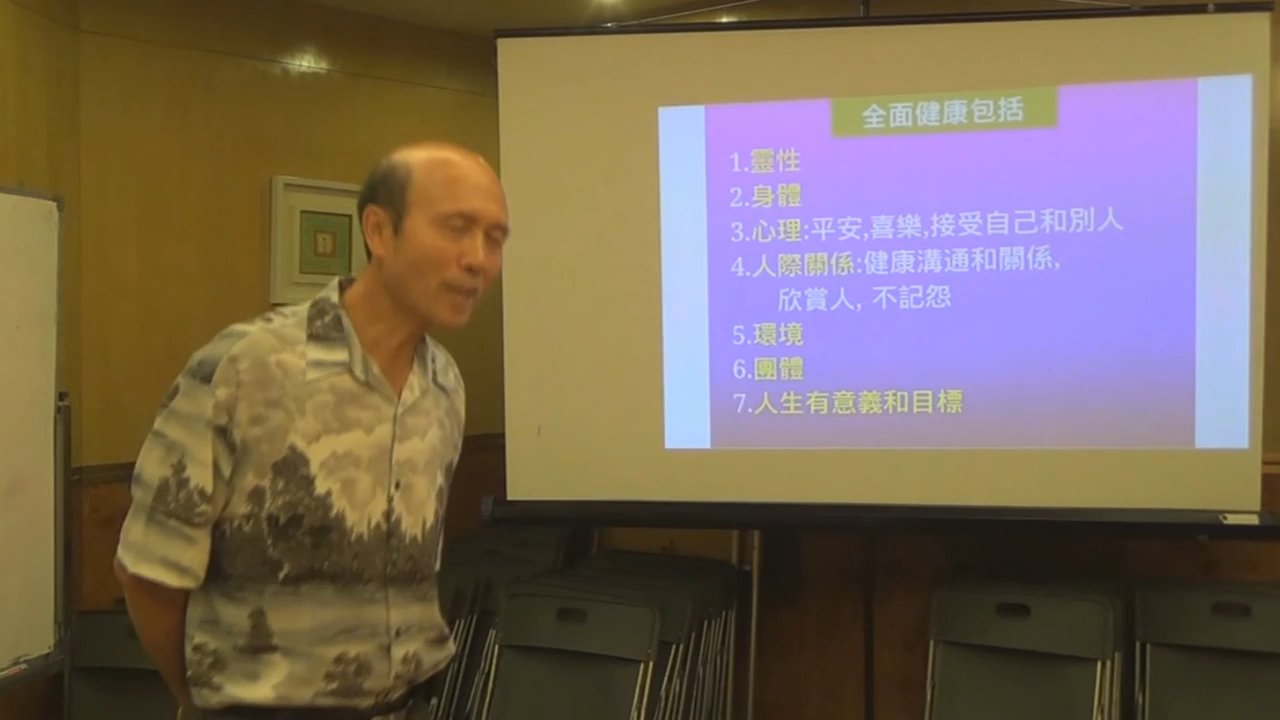 全面健康包括
1.靈性
2.身體
3.心理:平安,喜樂,接受自己和別人
4.人際關係:健康溝通和關係,
欣賞人, 不記怨
5.環境
6.團體
7.人生有意義和目標